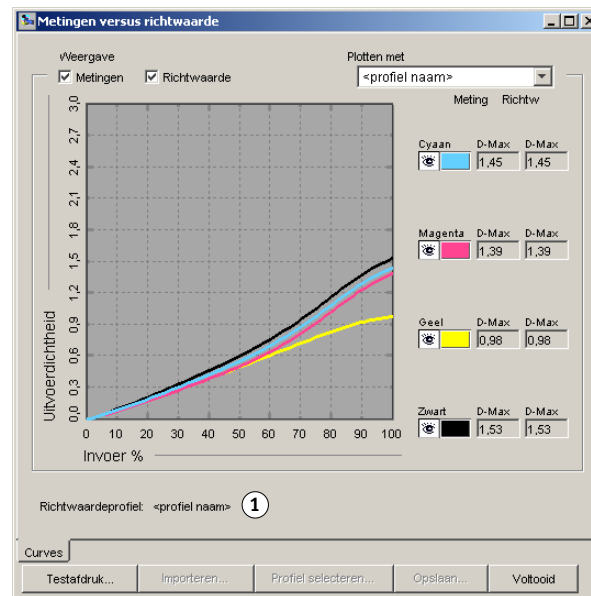 Metingen versus richtwaarde
Weergave
Plotten met
Metingen
Richtwaarde
<profiel naam>
Meting Richtw
3,0
2,7
2,4
2,1
1,8
1,5
1,2
0,9
0,6
0,3
0,0
Uitvoerdichtheid
0 10 20 30 40 50 60 70 80 90 100
Invoer %
Cyaan D-Max D-Max
1,45 1,45
Magenta D-Max D-Max
1,39 1,39
Geel D-Max D-Max
0,98 0,98
Zwart D-Max D-Max
1,53 1,53
Richtwaardeprofiel: <profiel naam> 1
Curves
Testafdruk... Importeren... Profiel selecteren... Opslaan... Voltooid